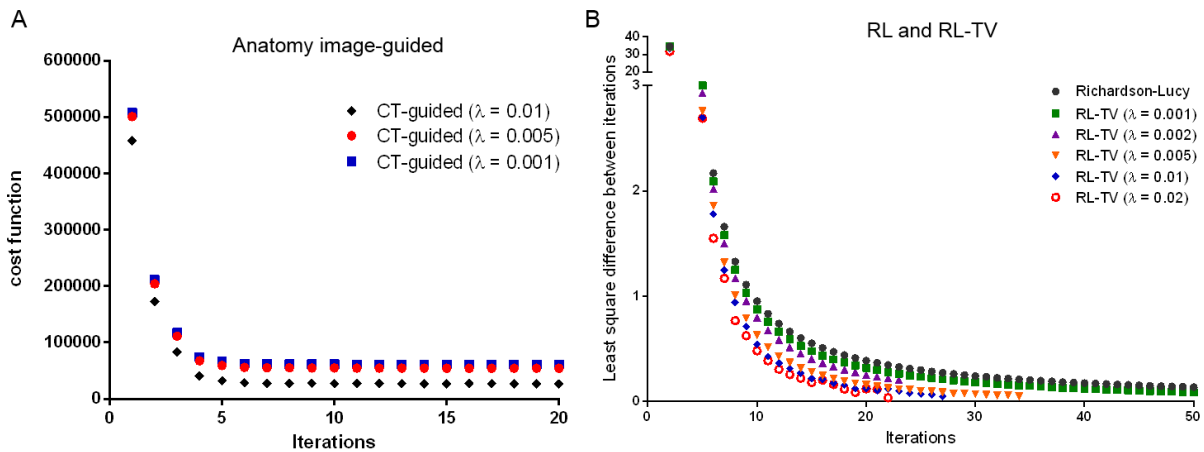 A
Anatomy image-guided
600000
500000
400000
300000
200000
100000
0
cost function
CT-guided (λ = 0.01)
CT-guided (λ = 0.005)
CT-guided (λ = 0.001)
0
5
10
15
20
Iterations
B
RL and RL-TV
40
30
20
3
2
1
0
Least square difference between iterations
Richardson-Lucy
RL-TV (λ = 0.001)
RL-TV (λ = 0.002)
RL-TV (λ = 0.005)
RL-TV (λ = 0.01)
RL-TV (λ = 0.02)
0
10
20
30
40
50
Iterations